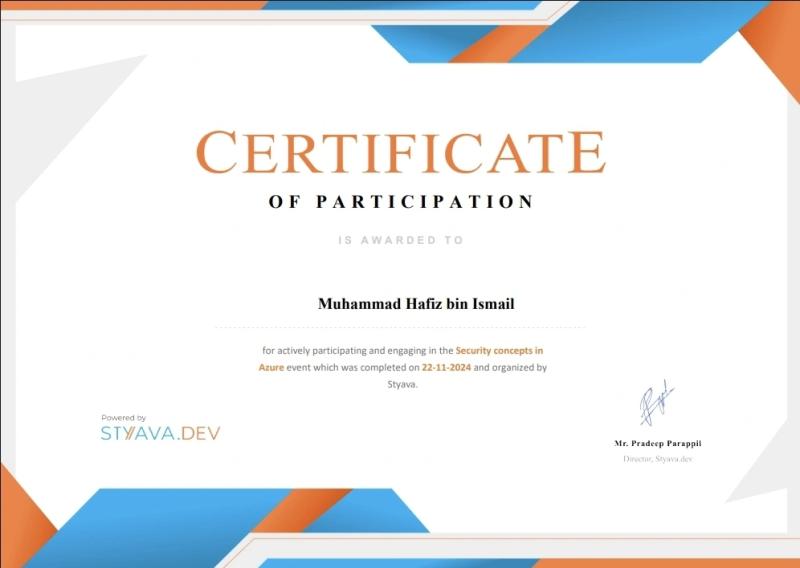 CERTIFICATE
OF PARTICIPATION
IS AWARDED TO
Muhammad Hafiz bin Ismail
for actively participating and engaging in the Security concepts in
Azure event which was completed on 22-11-2024 and organized by
Styava.
Powered by
STYAVA.DEV
Mr. Pradeep Parappil
Director, Styava.dev